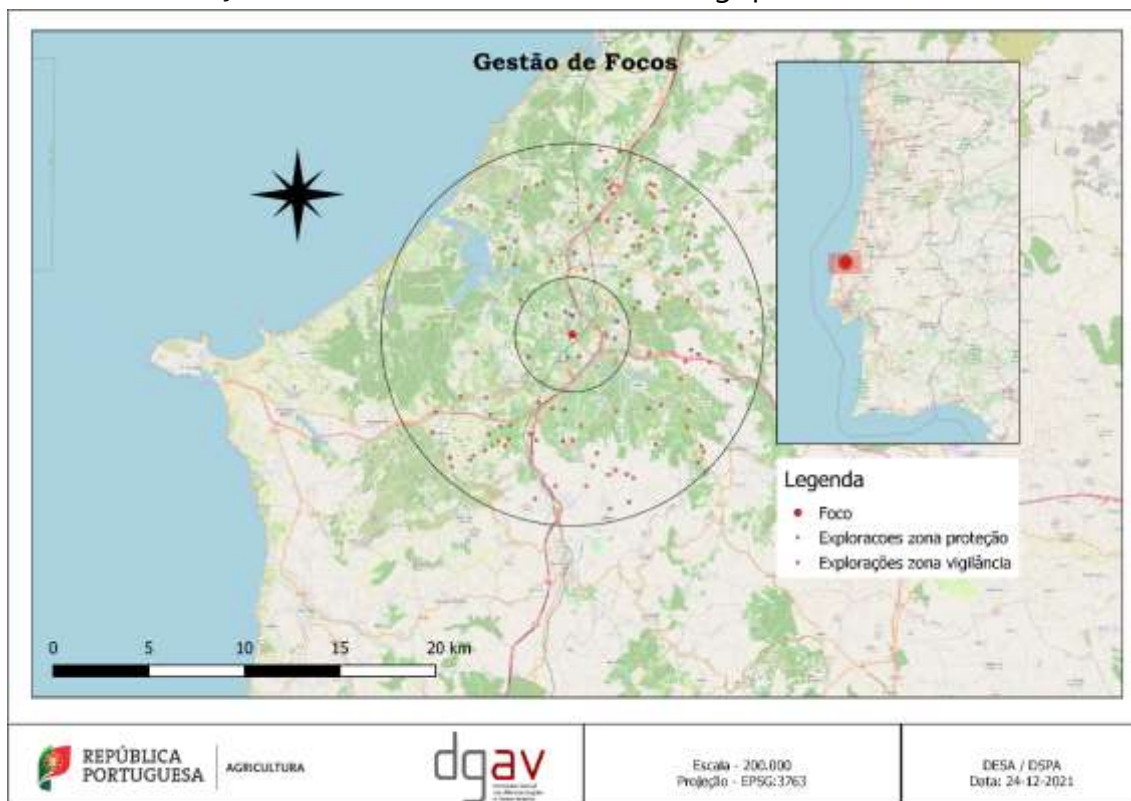 Gestão de Focos
Legenda
Foco
Exploracoes zona proteção
Explorações zona vigilância
0 5 10 15 20 km
REPÚBLICA
PORTUGUESA
AGRICULTURA
dgav
Escala - 200.000
Projeção - EPSG:3763
DESA / DSPA
Data: 24-12-2021